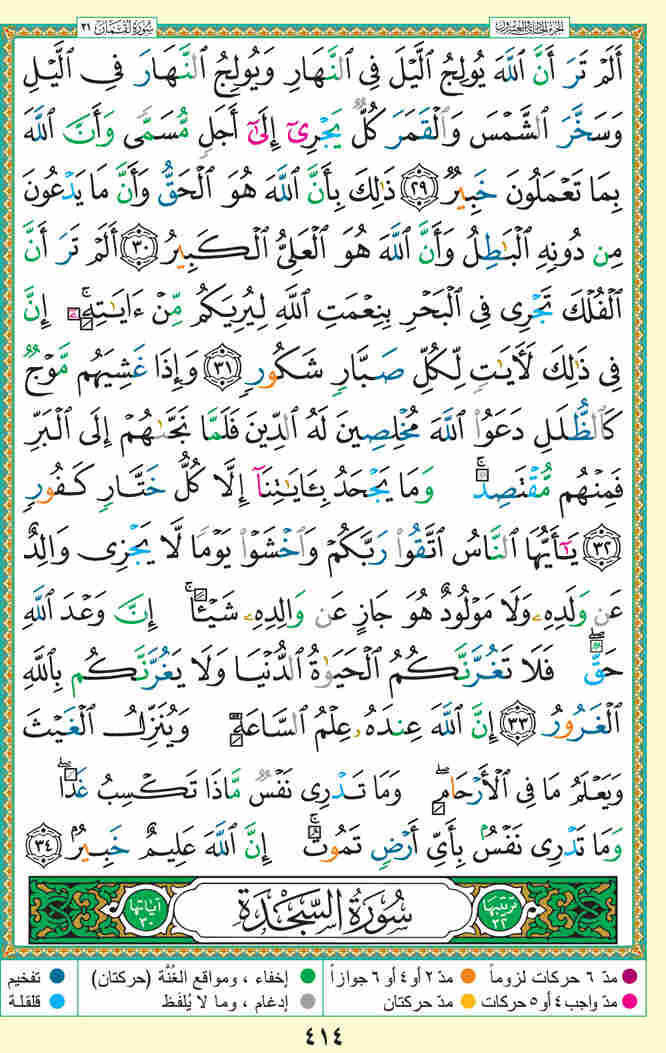 سُورَةُ لُقْمَان ٣١
الجزء الحادي والعشرون
أَلَمْ تَرَ أَنَّ ٱللَّهَ يُولِجُ ٱلَّيْلَ فِى ٱلنَّهَارِ وَيُولِجُ ٱلنَّهَارَ فِى ٱلَّيْلِ
وَسَخَّرَ ٱلشَّمْسَ وَٱلْقَمَرَ كُلٌّ يَجْرِىٓ إِلَىٰٓ أَجَلٍ مُّسَمًّى وَأَنَّ ٱللَّهَ
بِمَا تَعْمَلُونَ خَبِيرٌ ٢٩ ذَٰلِكَ بِأَنَّ ٱللَّهَ هُوَ ٱلْحَقُّ وَأَنَّ مَا يَدْعُونَ
مِن دُونِهِ ٱلْبَٰطِلُ وَأَنَّ ٱللَّهَ هُوَ ٱلْعَلِىُّ ٱلْكَبِيرُ ٣٠ أَلَمْ تَرَ أَنَّ
ٱلْفُلْكَ تَجْرِى فِى ٱلْبَحْرِ بِنِعْمَتِ ٱللَّهِ لِيُرِيَكُم مِّنْ ءَايَٰتِهِۦٓ ۚ إِنَّ
فِى ذَٰلِكَ لَءَايَٰتٍ لِّكُلِّ صَبَّارٍ شَكُورٍ ٣١ وَإِذَا غَشِيَهُم مَّوْجٌ
كَٱلظُّلَلِ دَعَوُا۟ ٱللَّهَ مُخْلِصِينَ لَهُ ٱلدِّينَ فَلَمَّا نَجَّىٰهُمْ إِلَى ٱلْبَرِّ
فَمِنْهُم مُّقْتَصِدٌ ۚ وَمَا يَجْحَدُ بِـَٔايَٰتِنَآ إِلَّا كُلُّ خَتَّارٍ كَفُورٍ
٣٢ يَٰٓأَيُّهَا ٱلنَّاسُ ٱتَّقُوا۟ رَبَّكُمْ وَٱخْشَوْا۟ يَوْمًا لَّا يَجْزِى وَالِدٌ
عَن وَلَدِهِۦ وَلَا مَوْلُودٌ هُوَ جَازٍ عَن وَالِدِهِۦ شَيْـًٔا ۚ إِنَّ وَعْدَ ٱللَّهِ
حَقٌّ ۖ فَلَا تَغُرَّنَّكُمُ ٱلْحَيَوٰةُ ٱلدُّنْيَا وَلَا يَغُرَّنَّكُم بِٱللَّهِ
ٱلْغَرُورُ ٣٣ إِنَّ ٱللَّهَ عِندَهُۥ عِلْمُ ٱلسَّاعَةِ وَيُنَزِّلُ ٱلْغَيْثَ
وَيَعْلَمُ مَا فِى ٱلْأَرْحَامِ ۖ وَمَا تَدْرِى نَفْسٌ مَّاذَا تَكْسِبُ غَدًا ۖ
وَمَا تَدْرِى نَفْسٌۢ بِأَىِّ أَرْضٍ تَمُوتُ ۚ إِنَّ ٱللَّهَ عَلِيمٌ خَبِيرٌۢ ٣٤
ترتيبها ٣٢
سُورَةُ السَّجْدَةِ
آياتها ٣٠
مدّ ٦ حركات لزوماً
مدّ ٢ أو ٤ أو ٦ جوازاً
إخفاء ، ومواقع الغُنَّة (حركتان)
تفخيم
مدّ واجب ٤ أو ٥ حركات
مدّ حركتان
إدغام ، وما لا يُلفَظ
قلقلة
٤١٤